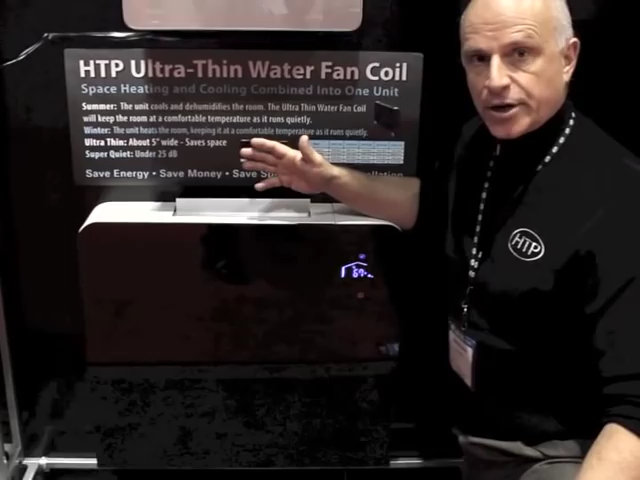 HTP Ultra-Thin Water Fan Coil
Space Heating and Cooling Combined Into One Unit
Summer: The unit cools and dehumidifies the room. The Ultra Thin Water Fan Coil
will keep the room at a comfortable temperature as it runs quietly.
Winter: The unit heats the room, keeping it at a comfortable temperature as it runs quietly.
Ultra Thin: About 5" wide - Saves space
Super Quiet: Under 25 dB
Save Energy • Save Money • Save
HTP